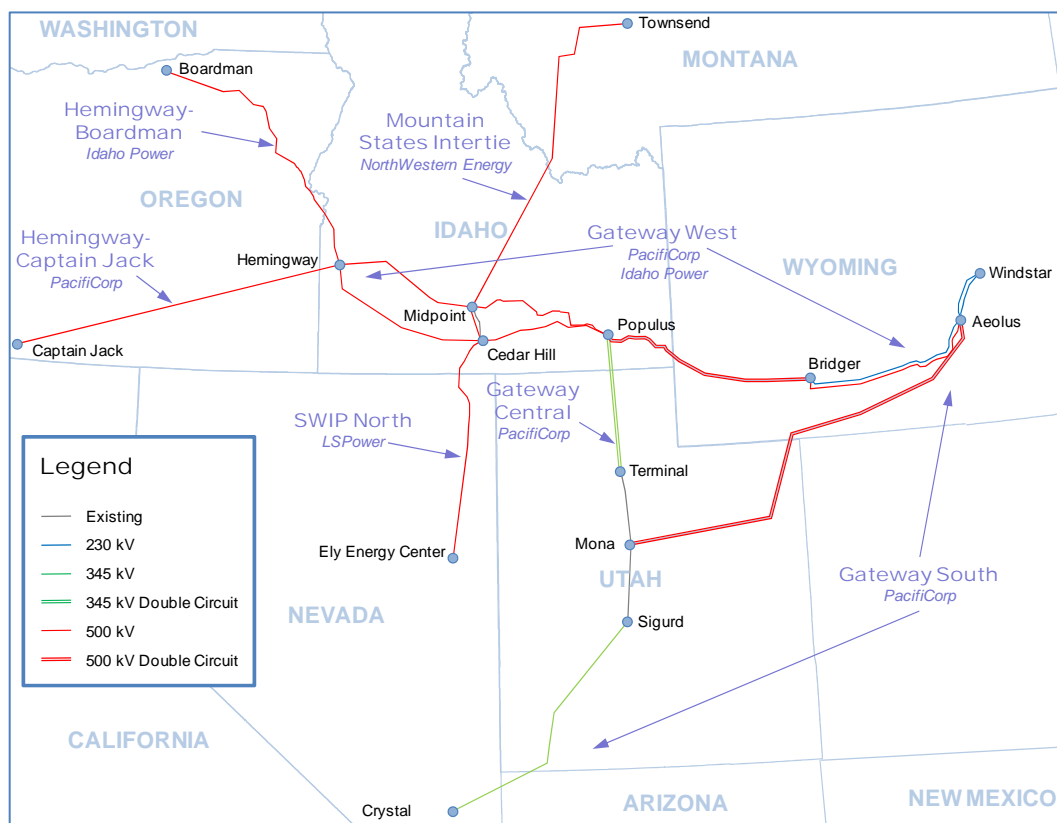 WASHINGTON
Townsend
MONTANA
Boardman
Hemingway-
Boardman
Idaho Power
Mountain
States Intertie
NorthWestern Energy
OREGON
IDAHO
Hemingway-
Captain Jack
PacifiCorp
Hemingway
Gateway West
PacifiCorp
Idaho Power
WYOMING
Windstar
Midpoint
Populus
Aeolus
Captain Jack
Cedar Hill
Bridger
Gateway
Central
PacifiCorp
SWIP North
LSPower
Legend
Existing
230 kV
345 kV
345 kV Double Circuit
500 kV
500 kV Double Circuit
Terminal
Ely Energy Center
Mona
UTAH
Gateway South
PacifiCorp
NEVADA
Sigurd
CALIFORNIA
Crystal
ARIZONA
NEW MEXICO